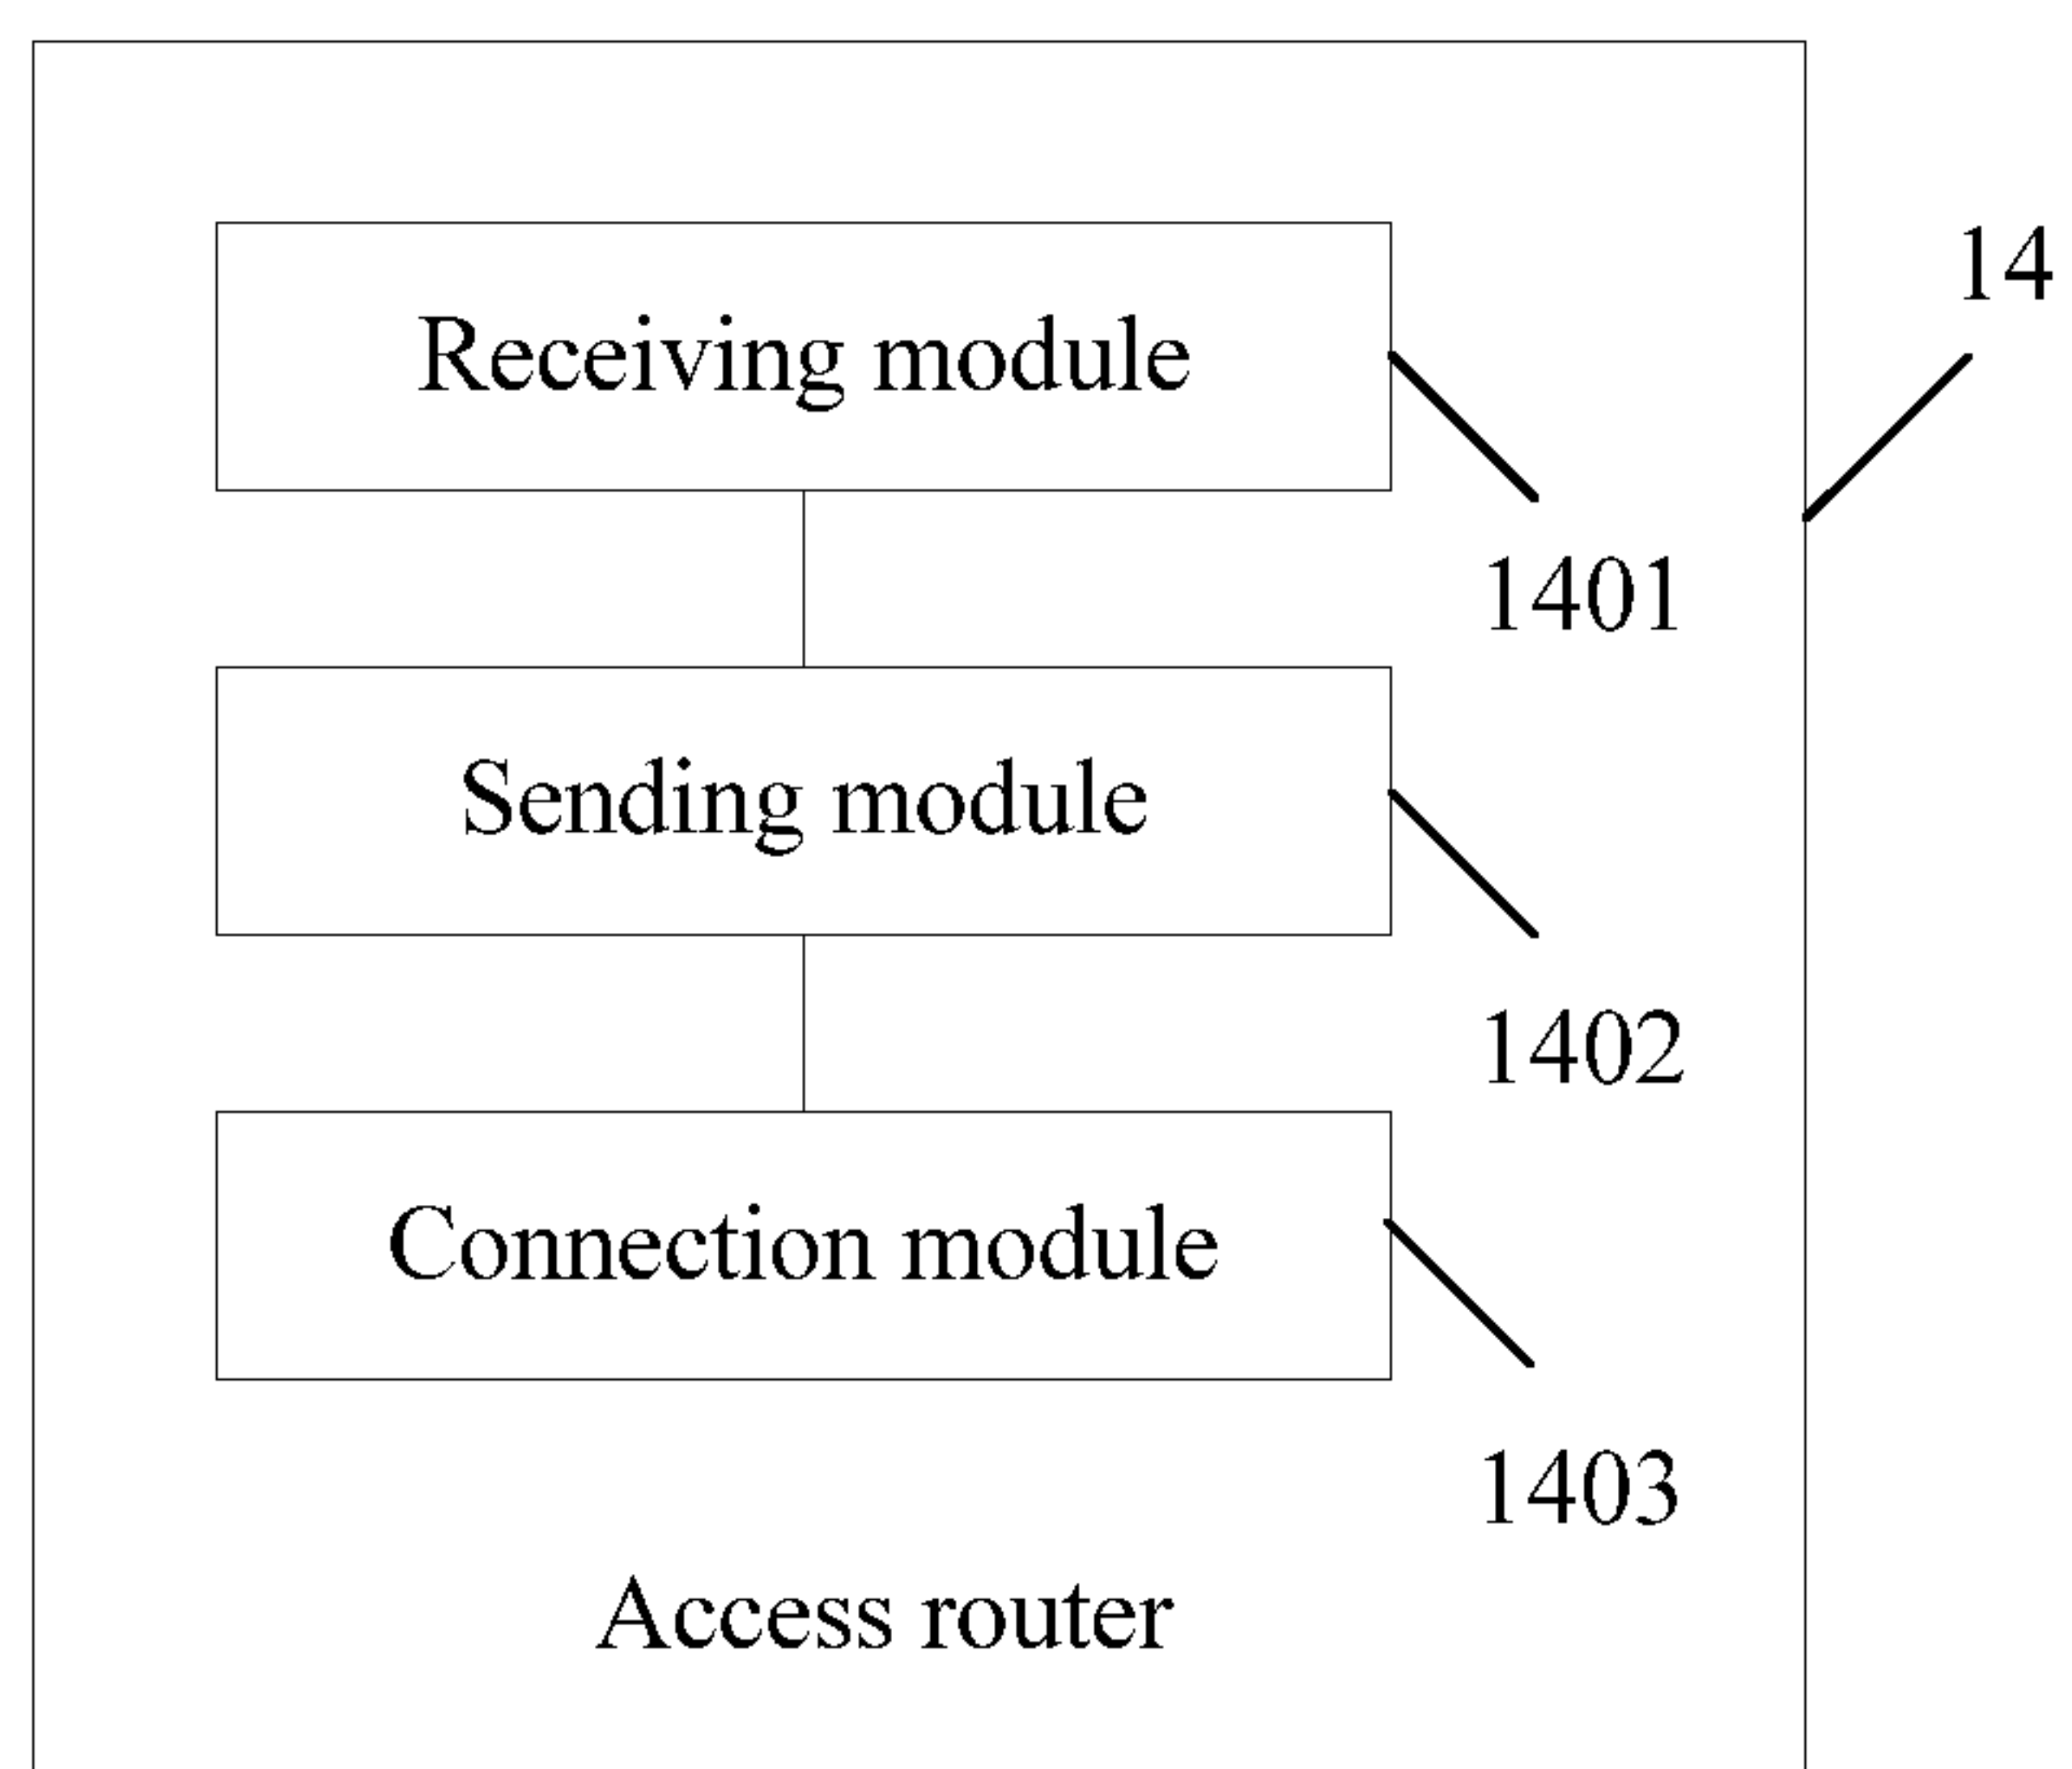 14
Receiving module
1401
Sending module
1402
Connection module
1403
Access router